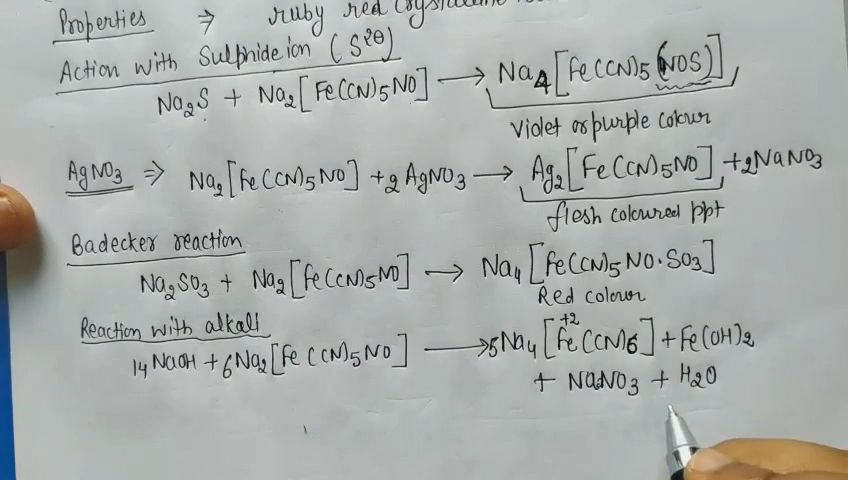 Properties ⇒ ruby red crystalline
Action with Sulphide ion (S²⊖)
Na₂S + Na₂[Fe(CN)₅NO] → Na₄[Fe(CN)₅(NOS)]
Violet or purple colour
AgNO₃ ⇒ Na₂[Fe(CN)₅NO] + 2AgNO₃ → Ag₂[Fe(CN)₅NO] + 2NaNO₃
flesh coloured ppt
Badecker reaction
Na₂SO₃ + Na₂[Fe(CN)₅NO] → Na₄[Fe(CN)₅NO·SO₃]
Red colour
Reaction with alkali
+2
14NaOH + 6Na₂[Fe(CN)₅NO] → 5Na₄[Fe(CN)6] + Fe(OH)₂
+ NaNO₃ + H₂O